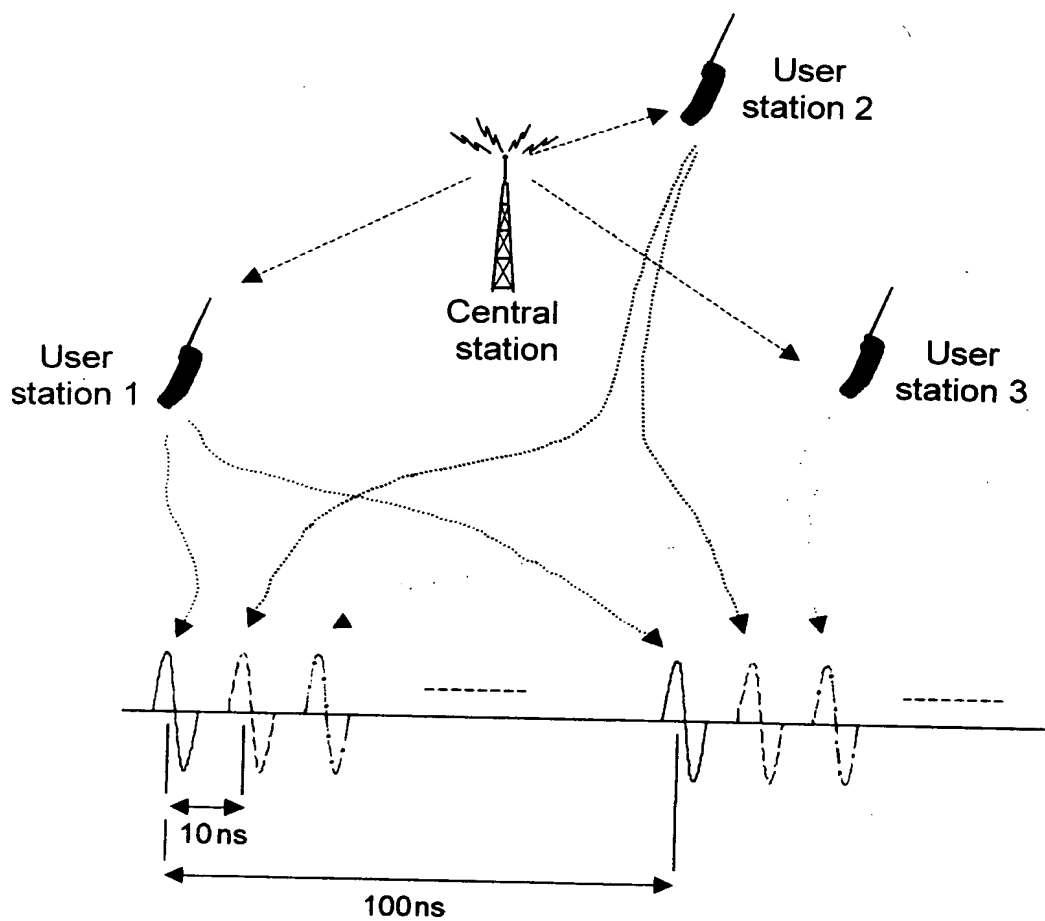 User
station 2
Central
station
User
station 1
User
station 3
10ns
100ns